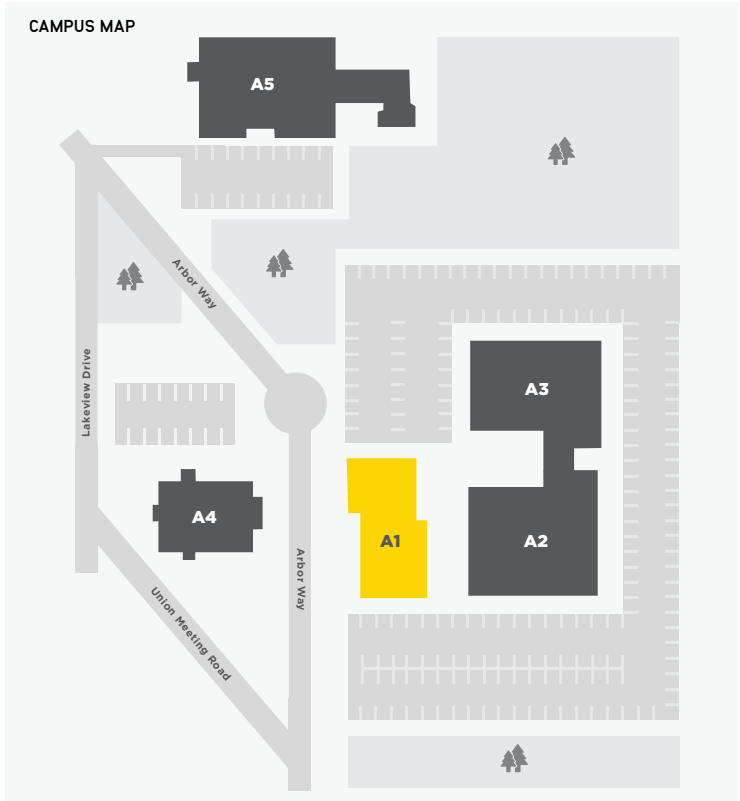 CAMPUS MAP
A5
Arbor Way
Lakeview Drive
A3
A4
A1
A2
Arbor Way
Union Meeting Road